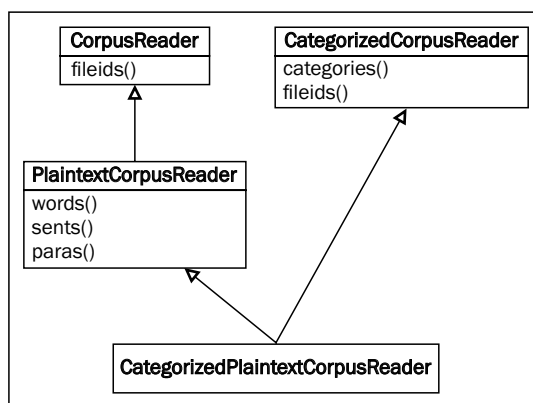 CorpusReader
fileids()
CategorizedCorpusReader
categories()
fileids()
PlaintextCorpusReader
words()
sents()
paras()
CategorizedPlaintextCorpusReader